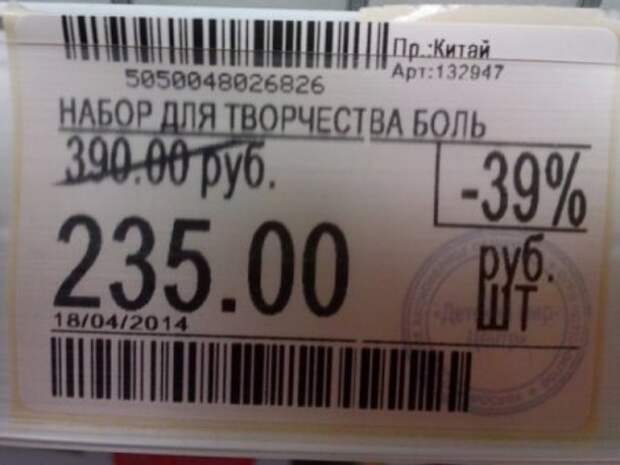 Пр.:Китай
5050048026826
Арт:132947
НАБОР ДЛЯ ТВОРЧЕСТВА БОЛЬ
390.00 руб.
-39%
235.00
руб.
ШТ
18/04/2014